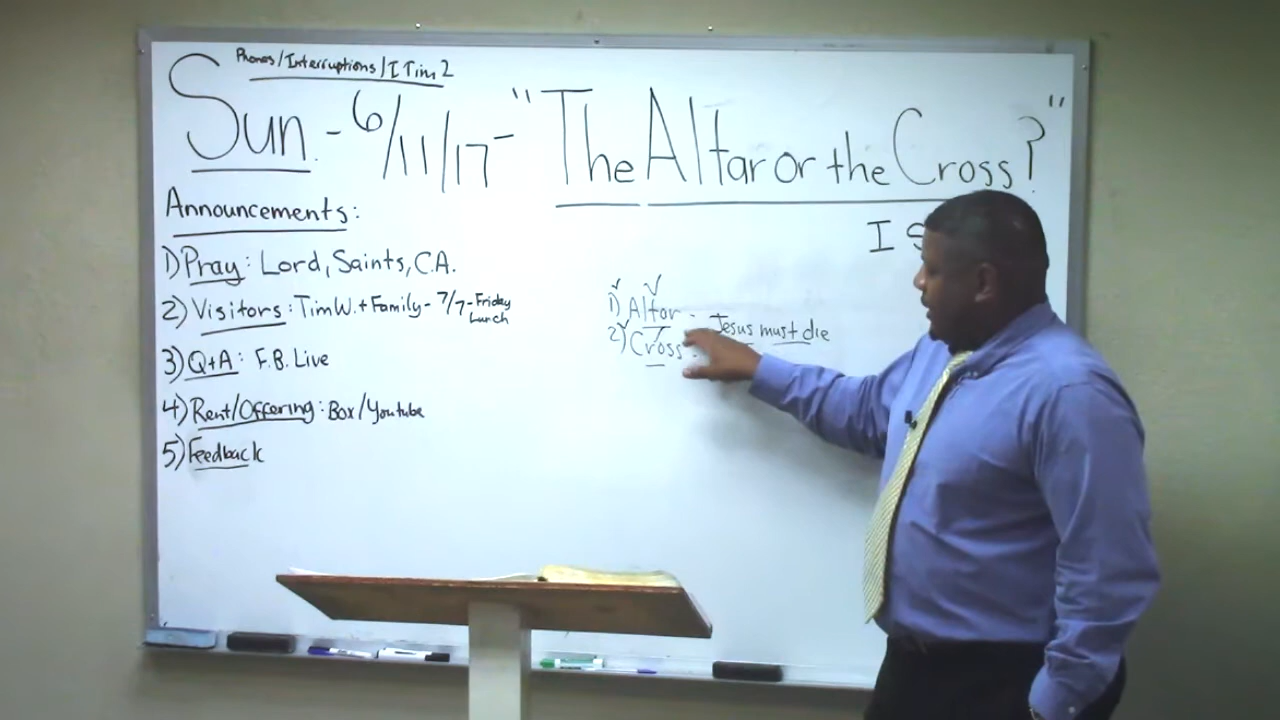 Phones/Interruptions/I Tim 2
Sun. - 6/11/17 - "The Altar or the Cross?"
I S
Announcements:
1) Pray: Lord, Saints, C.A.
2) Visitors: Tim W. + Family - 7/7 - Friday
Lunch
3) Q+A: F.B. Live
4) Rent/Offering: Box/Youtube
5) Feedback
1) Altar - Jesus must die
2) Cross: